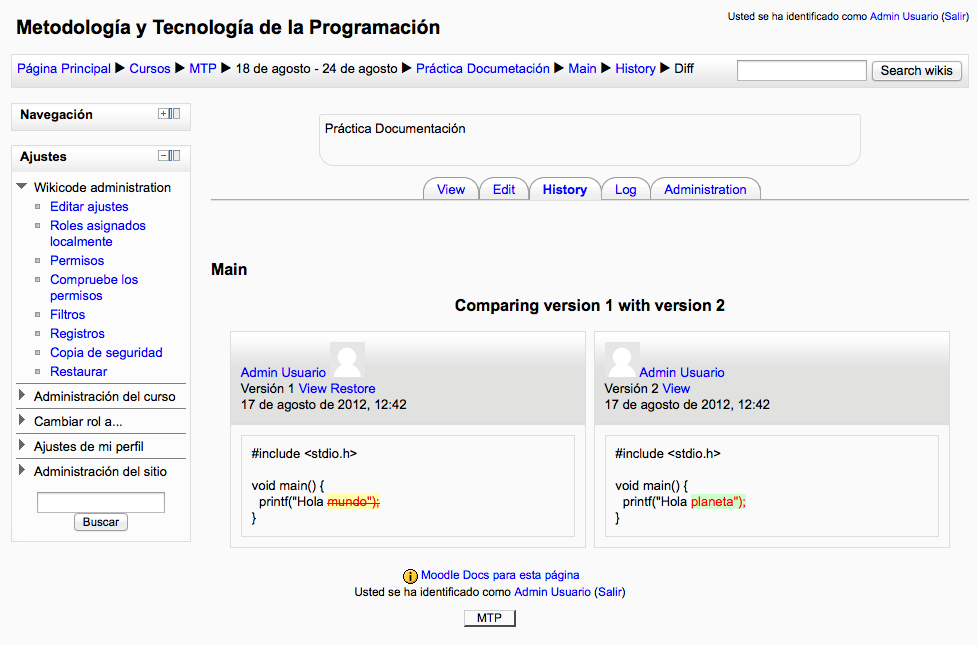 Metodología y Tecnología de la Programación
Usted se ha identificado como Admin Usuario (Salir)
Página Principal ► Cursos ► MTP ► 18 de agosto - 24 de agosto ► Práctica Documetación ► Main ► History ► Diff
Search wikis
Navegación
Ajustes
Wikicode administration
Editar ajustes
Roles asignados
localmente
Permisos
Compruebe los
permisos
Filtros
Registros
Copia de seguridad
Restaurar
Administración del curso
Cambiar rol a...
Ajustes de mi perfil
Administración del sitio
Buscar
Práctica Documentación
View Edit History Log Administration
Main
Comparing version 1 with version 2
Admin Usuario
Versión 1 View Restore
17 de agosto de 2012, 12:42
#include <stdio.h>
void main() {
printf("Hola mundo");
}
Admin Usuario
Versión 2 View
17 de agosto de 2012, 12:42
#include <stdio.h>
void main() {
printf("Hola planeta");
}
Moodle Docs para esta página
Usted se ha identificado como Admin Usuario (Salir)
MTP